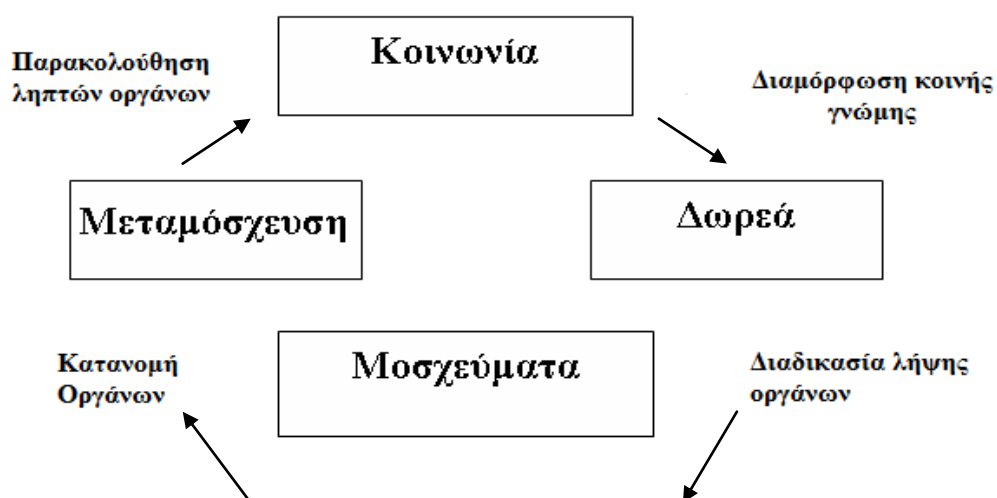 Κοινωνία
Παρακολούθηση
ληπτών οργάνων
Διαμόρφωση κοινής
γνώμης
Μεταμόσχευση
Δωρεά
Μοσχεύματα
Κατανομή
Οργάνων
Διαδικασία λήψης
οργάνων